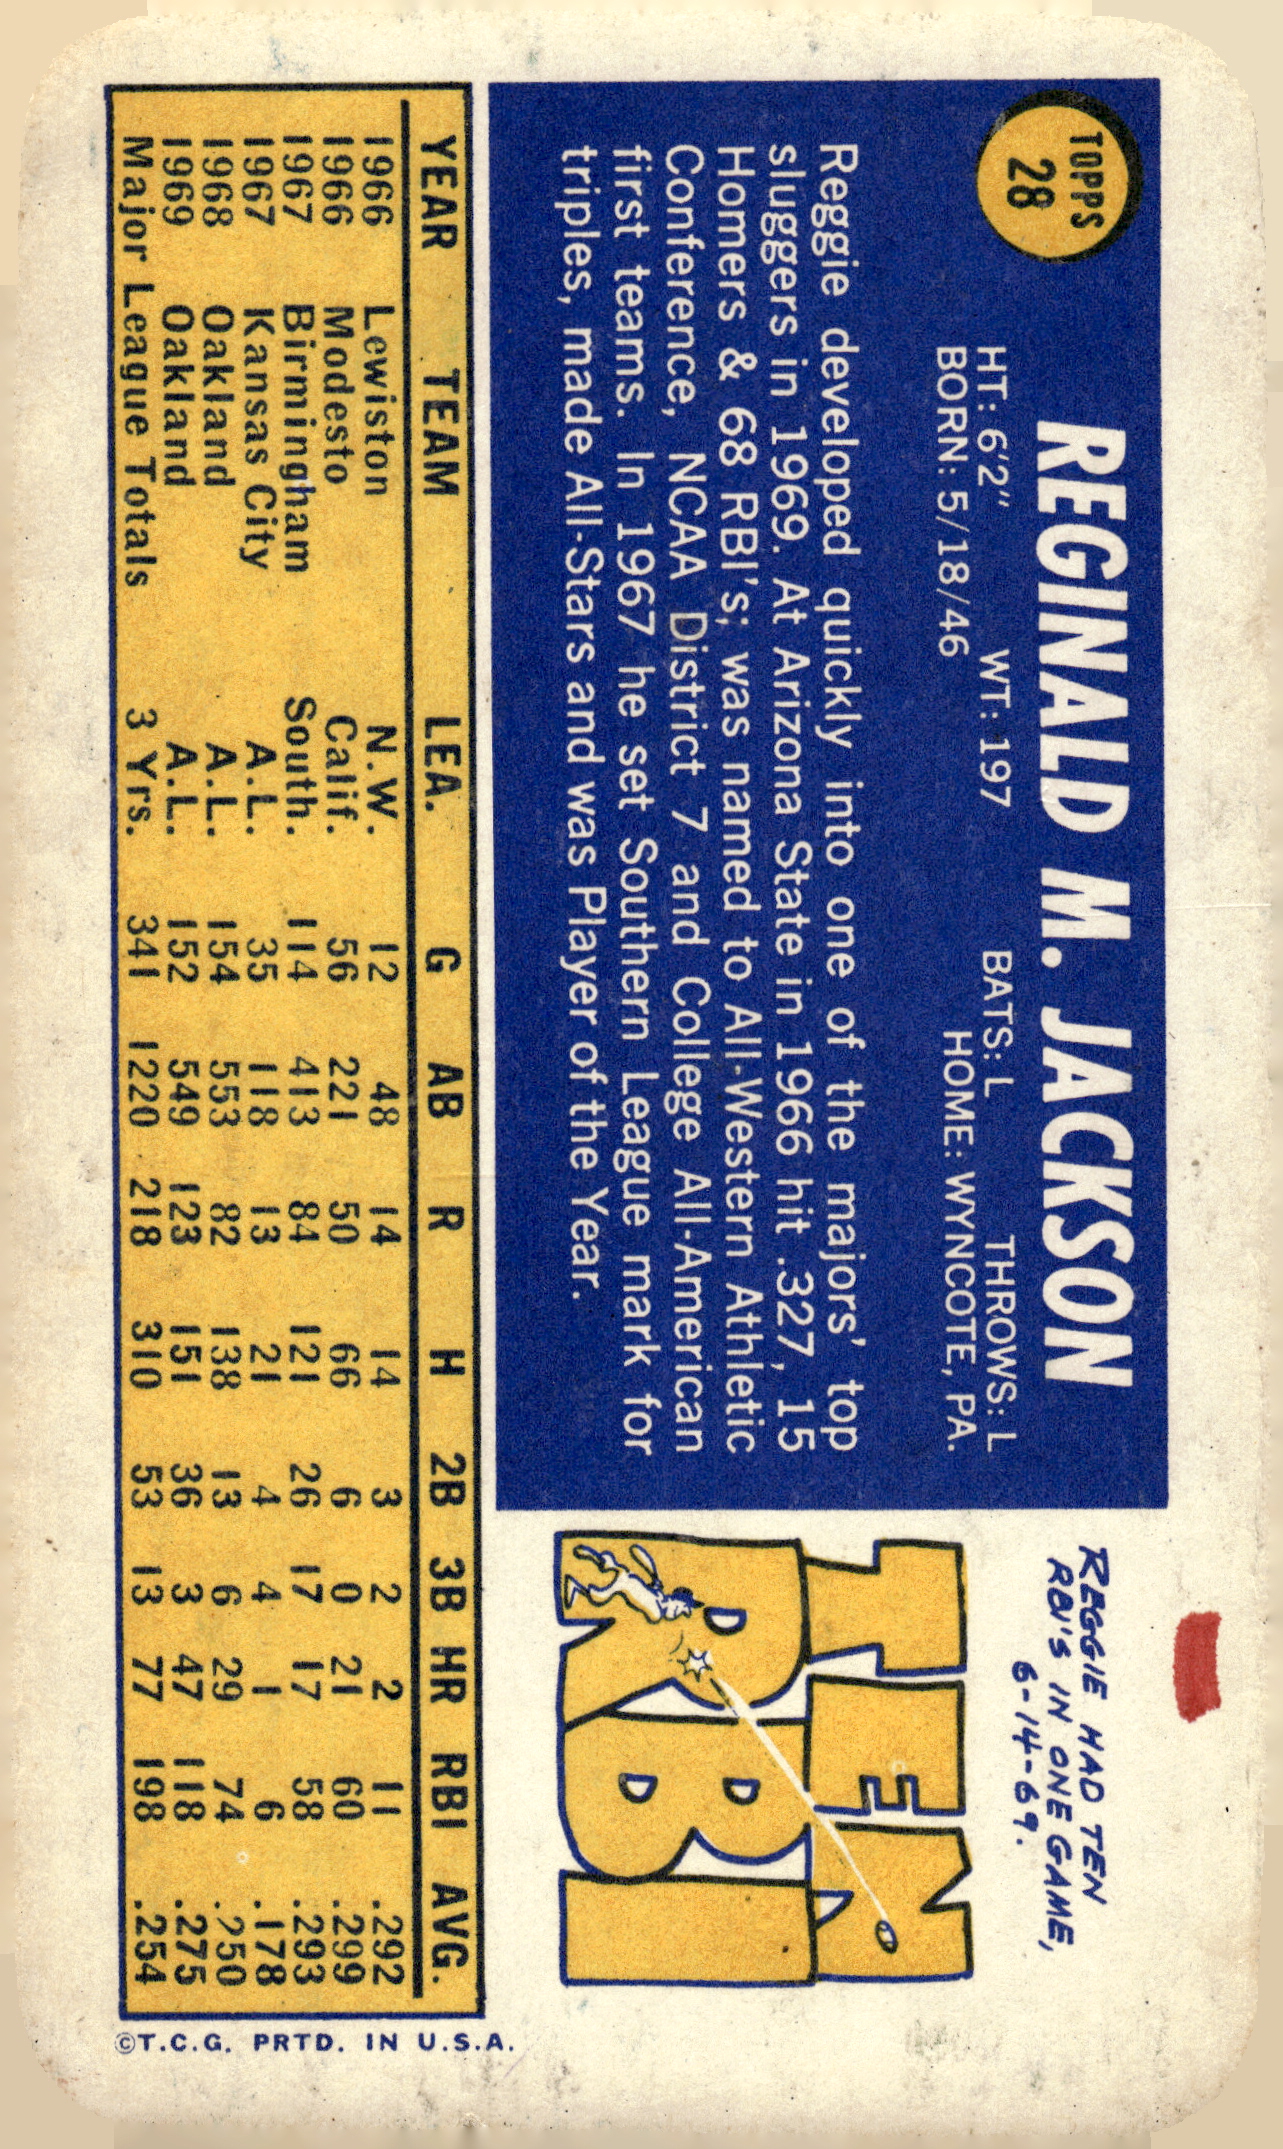 TOPPS
28
REGINALD M. JACKSON
HT: 6'2" WT: 197 BATS: L THROWS: L
BORN: 5/18/46 HOME: WYNCOTE, PA.
Reggie developed quickly into one of the majors' top
sluggers in 1969. At Arizona State in 1966 hit .327, 15
Homers & 68 RBI's; was named to All-Western Athletic
Conference, NCAA District 7 and College All-American
first teams. In 1967 he set Southern League mark for
triples, made All-Stars and was Player of the Year.
REGGIE HAD TEN
RBI'S IN ONE GAME,
6-14-69.
TEN
RBI
YEAR TEAM LEA. G AB R H 2B 3B HR RBI AVG.
1966 Lewiston N.W. 12 48 14 14 3 2 2 11 .292
1966 Modesto Calif. 56 221 50 66 6 0 21 60 .299
1967 Birmingham South. 114 413 84 121 26 17 17 58 .293
1967 Kansas City A.L. 35 118 13 21 4 4 1 6 .178
1968 Oakland A.L. 154 553 82 138 13 6 29 74 .250
1969 Oakland A.L. 152 549 123 151 36 3 47 118 .275
Major League Totals 3 Yrs. 341 1220 218 310 53 13 77 198 .254
©T.C.G. PRTD. IN U.S.A.